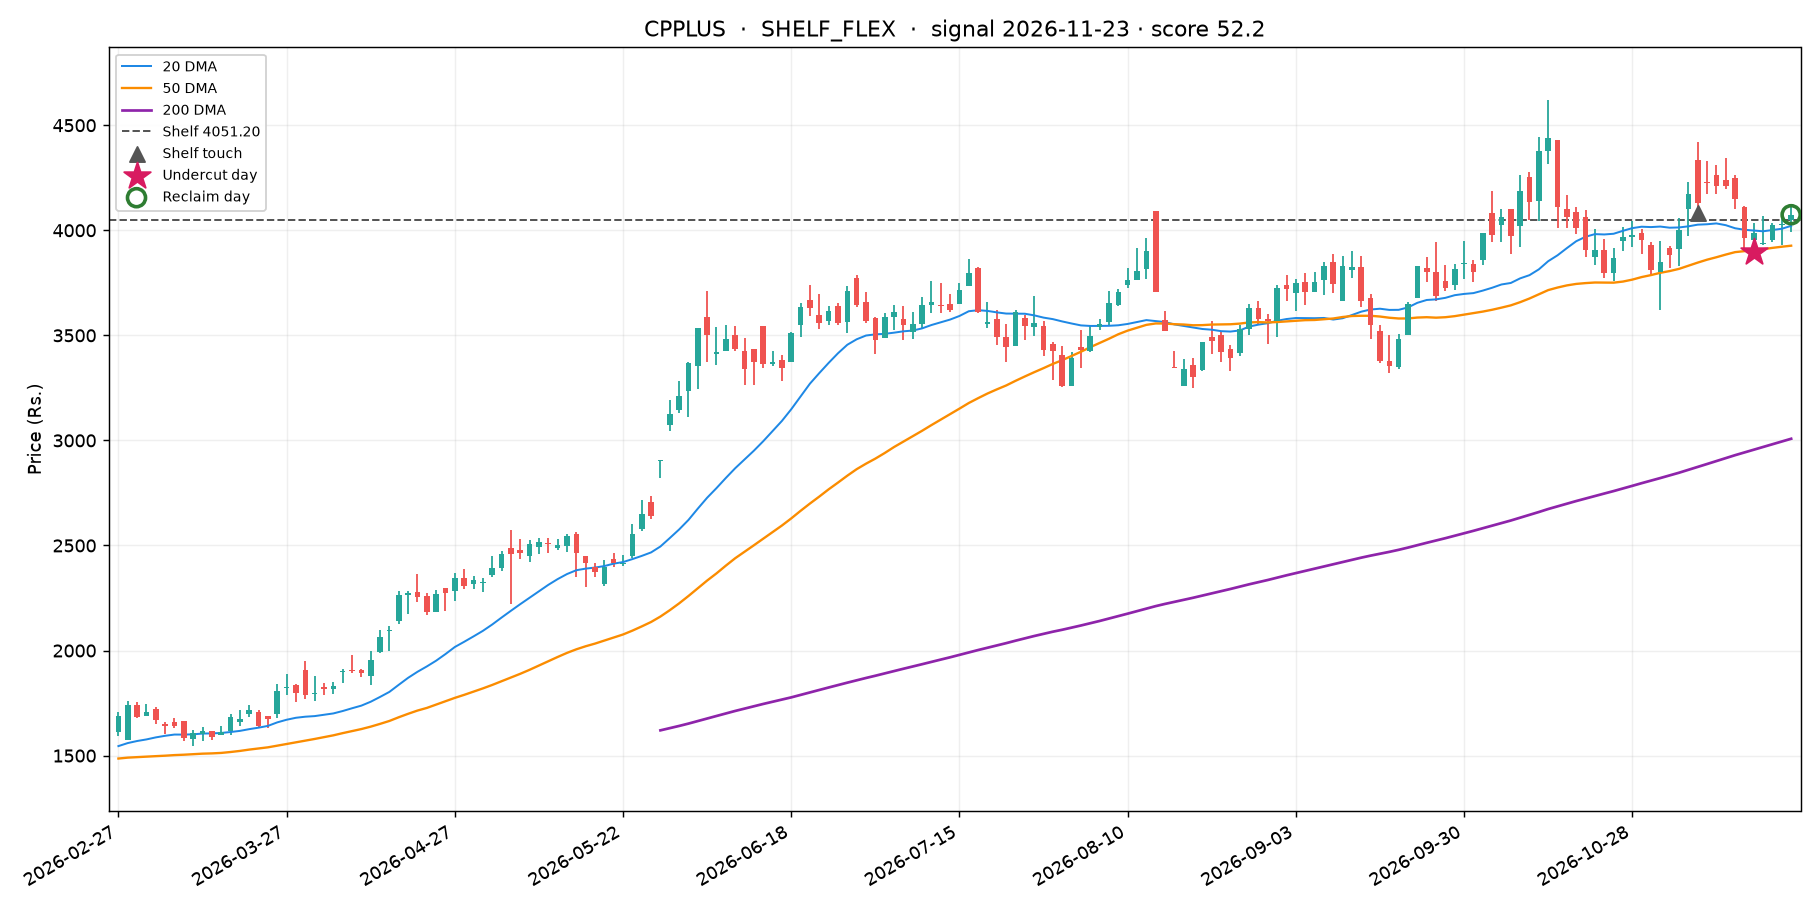 CPPLUS · SHELF_FLEX · signal 2026-11-23 · score 52.2
20 DMA
50 DMA
200 DMA
Shelf 4051.20
Shelf touch
Undercut day
Reclaim day
Price (Rs.)
4500
4000
3500
3000
2500
2000
1500
2026-02-27
2026-03-27
2026-04-27
2026-05-22
2026-06-18
2026-07-15
2026-08-10
2026-09-03
2026-09-30
2026-10-28